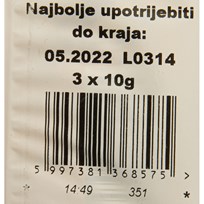 Najbolje upotrijebiti
do kraja:
05.2022 L0314
3 x 10g
5 997381 368575 >
* 14:49 351 *